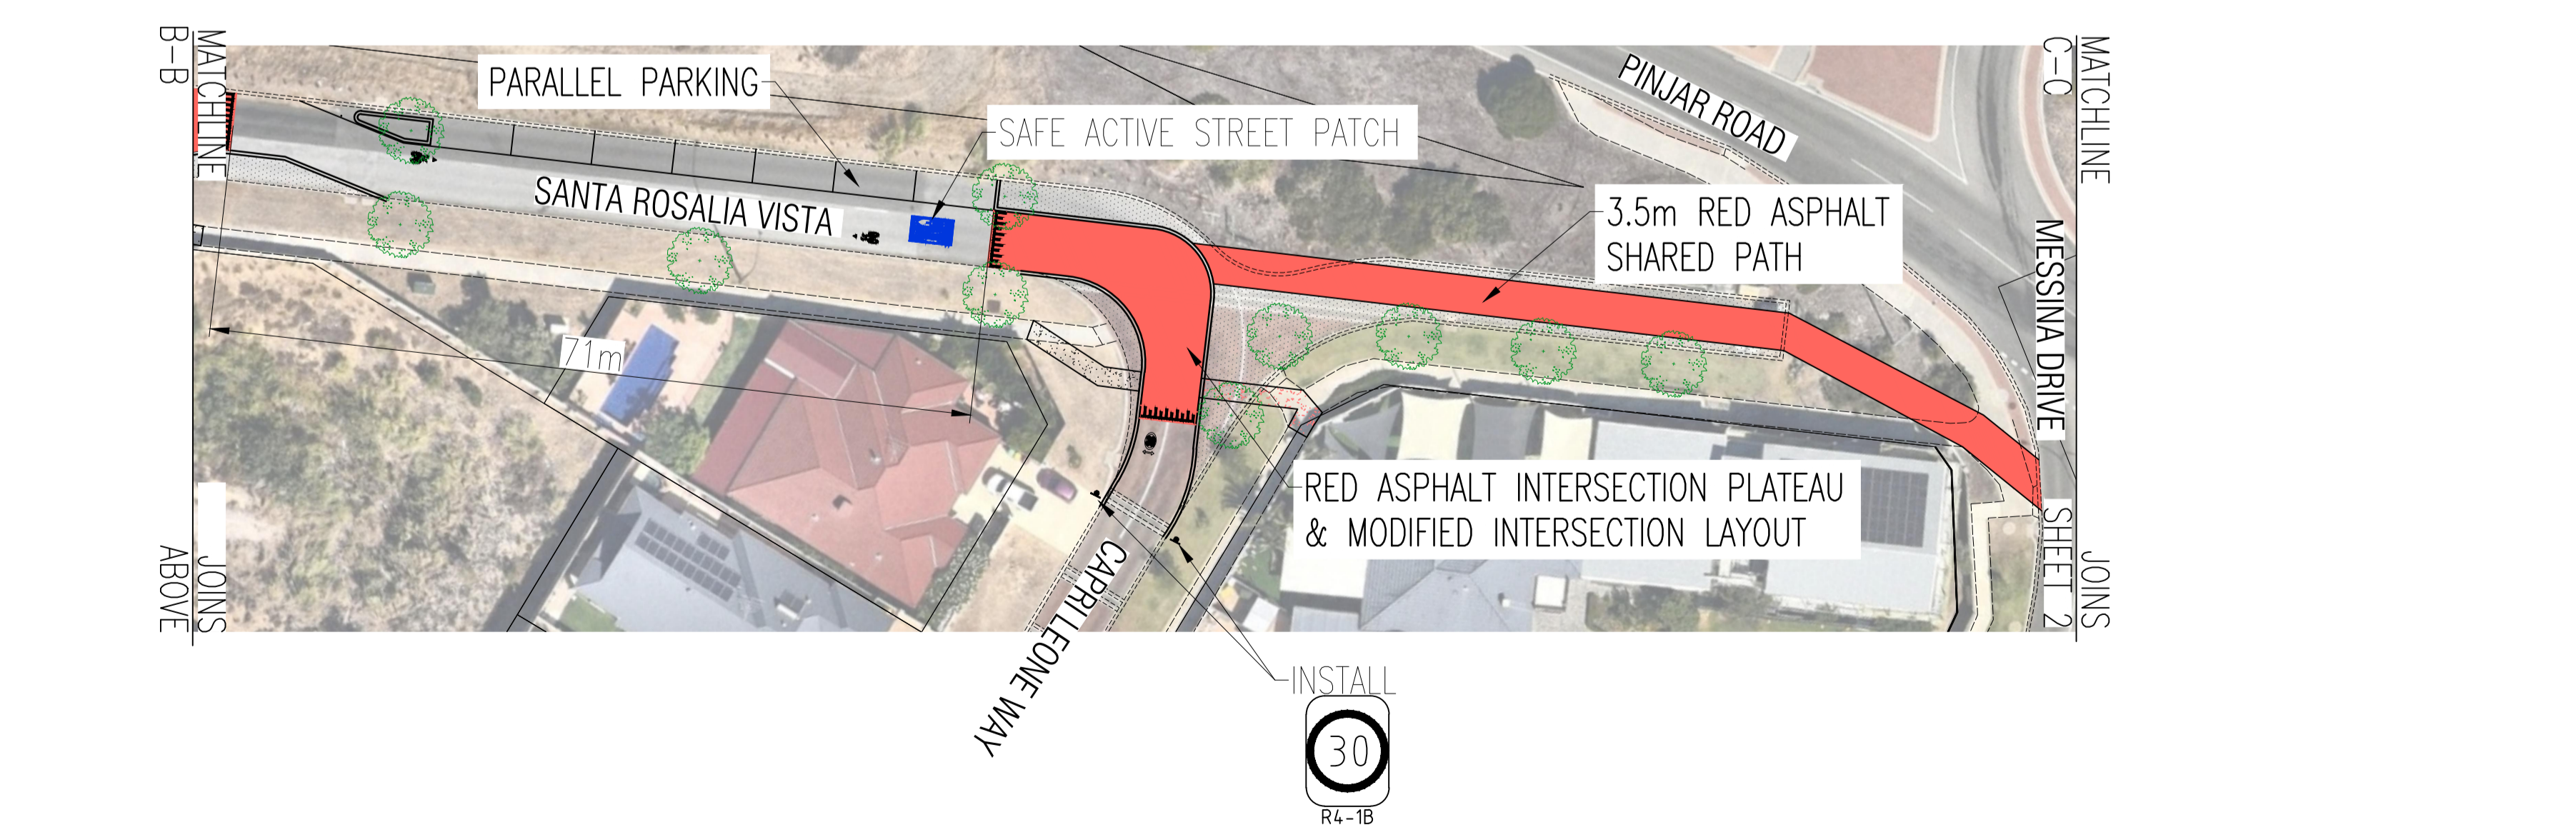 MATCHLINE
B-B
PARALLEL PARKING
SAFE ACTIVE STREET PATCH
PINJAR ROAD
MATCHLINE
C-C
SANTA ROSALIA VISTA
3.5m RED ASPHALT
SHARED PATH
MESSINA DRIVE
71m
RED ASPHALT INTERSECTION PLATEAU
& MODIFIED INTERSECTION LAYOUT
JOINS
ABOVE
CAPRI LEONE WAY
JOINS
SHEET 2
INSTALL
30
R4-1B